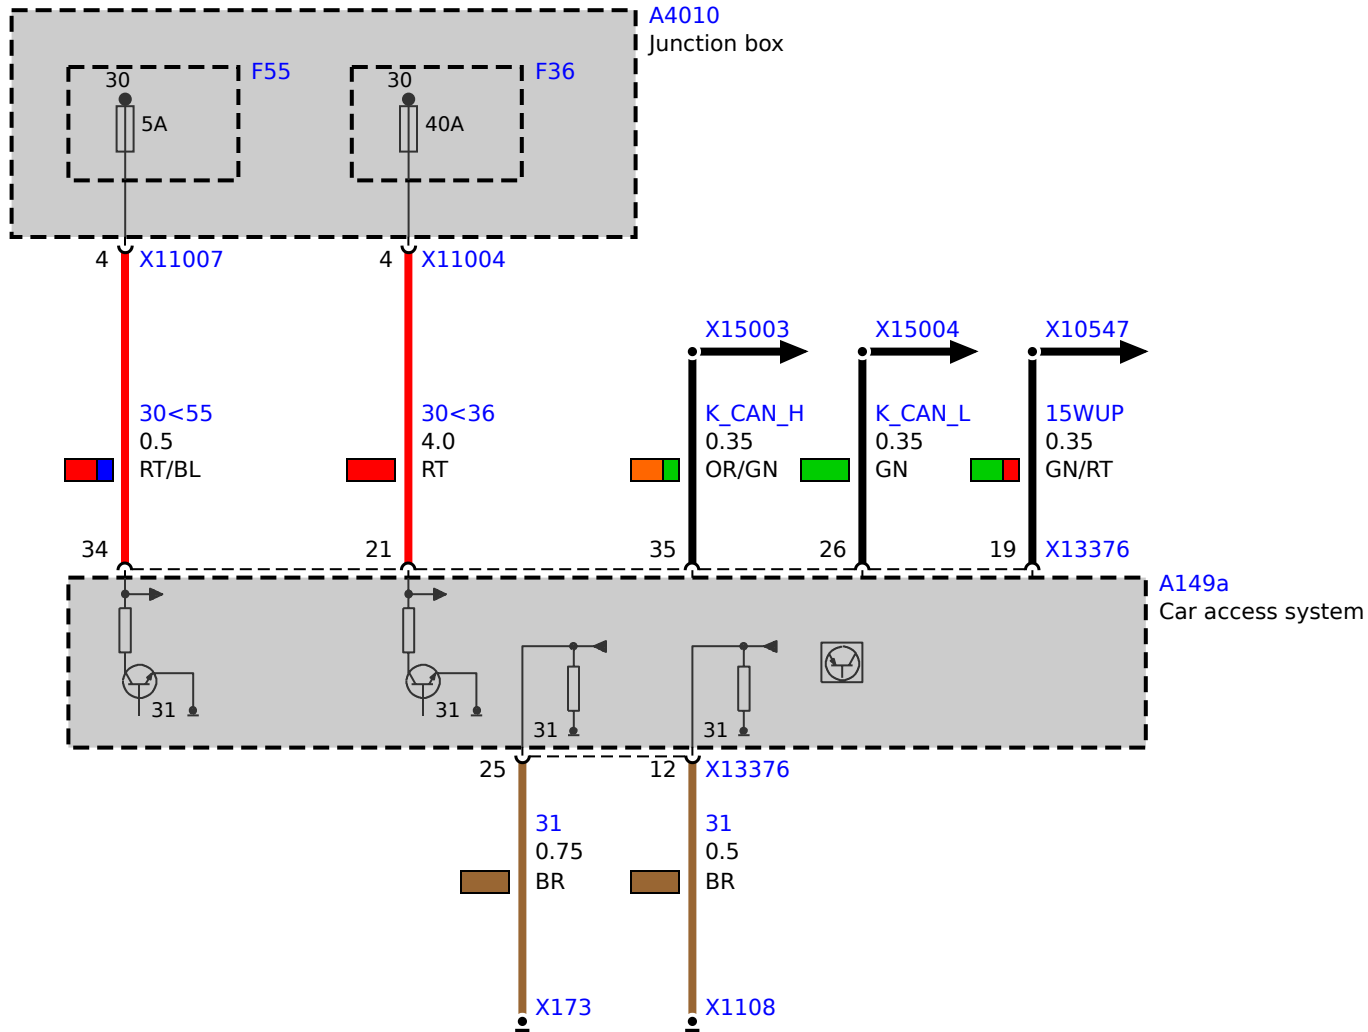 A4010
Junction box
F55
F36
30
30
5A
40A
4
X11007
4
X11004
X15003
X15004
X10547
30<55
0.5
RT/BL
30<36
4.0
RT
K_CAN_H
0.35
OR/GN
K_CAN_L
0.35
GN
15WUP
0.35
GN/RT
34
21
35
26
19
X13376
A149a
Car access system
31
31
31
31
25
12
X13376
31
0.75
BR
31
0.5
BR
X173
X1108